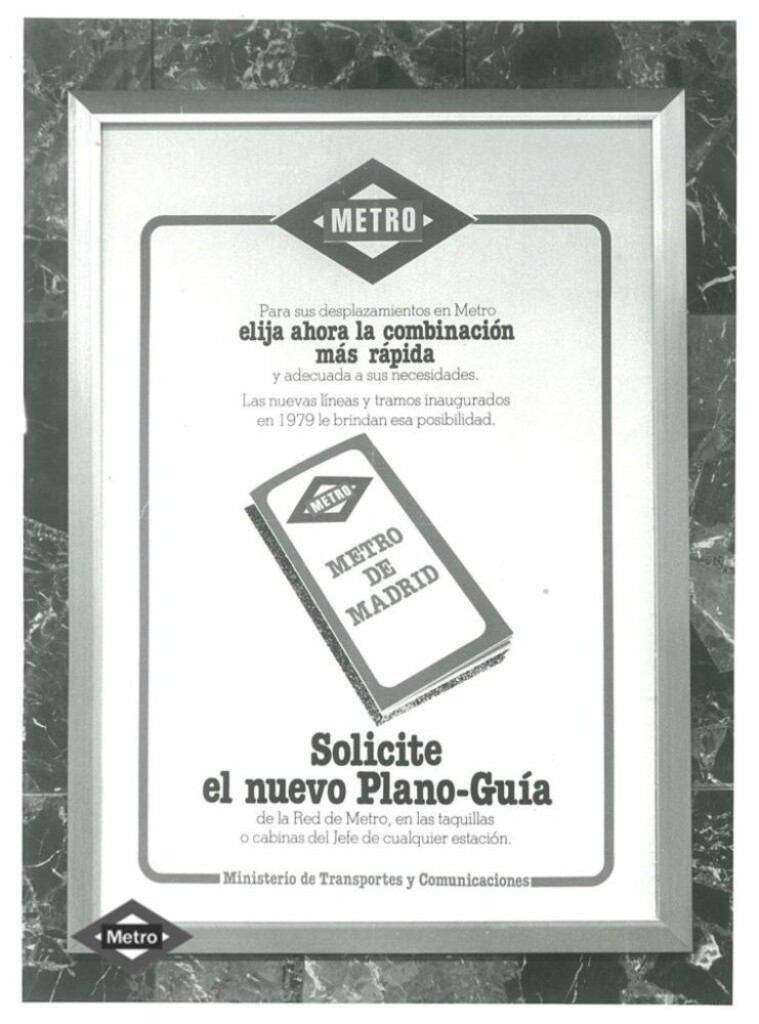 METRO
Para sus desplazamientos en Metro
elija ahora la combinación
más rápida
y adecuada a sus necesidades.
Las nuevas líneas y tramos inaugurados
en 1979 le brindan esa posibilidad.
METRO
METRO
DE
MADRID
Solicite
el nuevo Plano-Guía
de la Red de Metro, en las taquillas
o cabinas del Jefe de cualquier estación.
Ministerio de Transportes y Comunicaciones
Metro